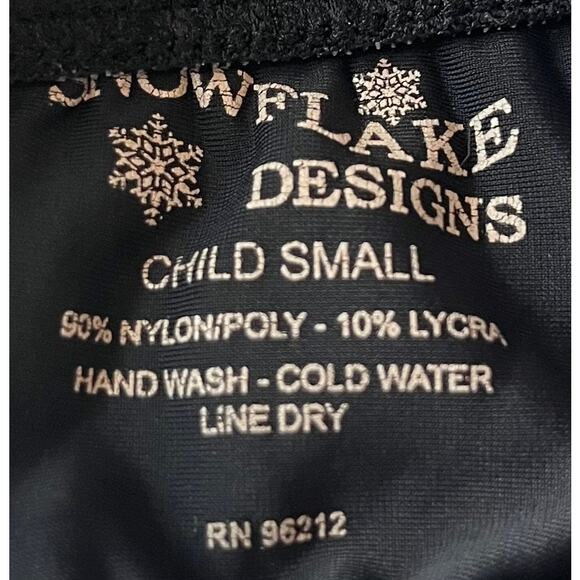 SNOWFLAKE
DESIGNS
CHILD SMALL
90% NYLON/POLY - 10% LYCRA
HAND WASH - COLD WATER
LINE DRY
RN 96212